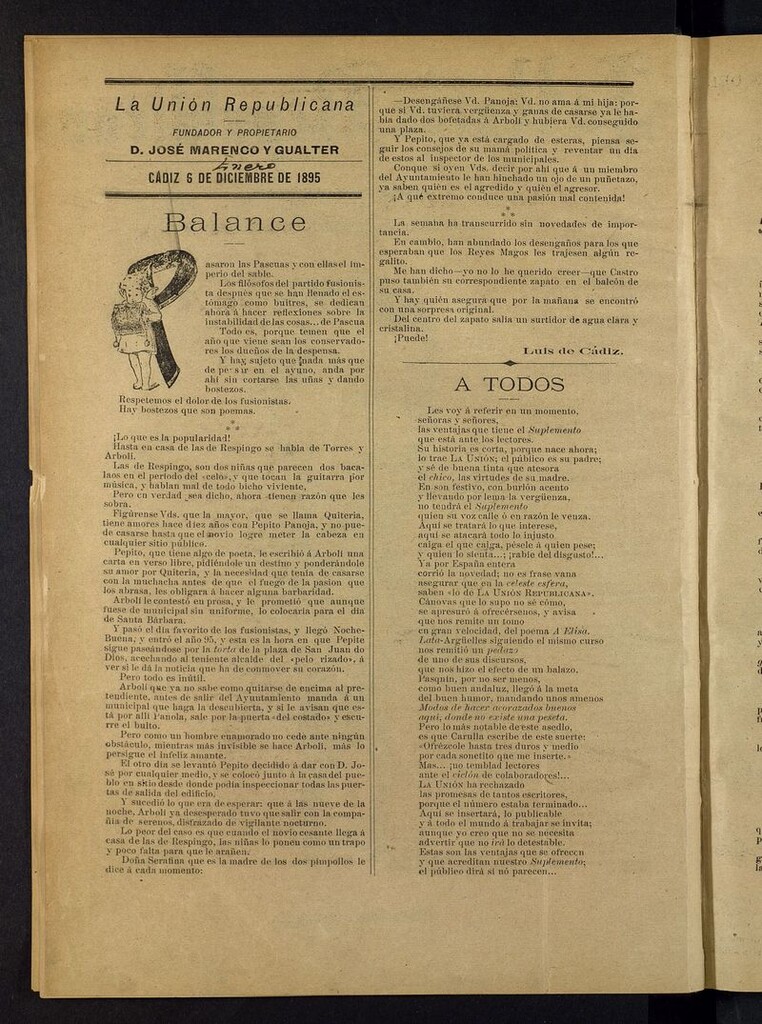 La Unión Republicana
FUNDADOR Y PROPIETARIO
D. JOSÉ MARENCO Y GUALTER
Enero
CÁDIZ 6 DE DICIEMBRE DE 1895
Balance
asaron las Pascuas y con ellas el im-
perio del sable.
Los filósofos del partido fusionis-
ta después que se han llenado el es-
tómago como buitres, se dedican
ahora á hacer reflexiones sobre la
instabilidad de las cosas... de Pascua
Todo es, porque temen que el
año que viene sean los conservado-
res los dueños de la despensa.
Y hay sujeto que nada más que
de pensar en el ayuno, anda por
ahí sin cortarse las uñas y dando
bostezos.
Respetemos el dolor de los fusionistas.
Hay bostezos que son poemas.
¡Lo que es la popularidad!
Hasta en casa de las de Respingo se habla de Torres y
Arbolí.
Las de Respingo, son dos niñas que parecen dos baca-
laos en el período del «celo», y que tocan la guitarra por
música, y hablan mal de todo bicho viviente,
Pero en verdad sea dicho, ahora tienen razón que les
sobra.
Figúrense Vds. que la mayor, que se llama Quiteria,
tiene amores hace diez años con Pepito Panoja, y no pue-
de casarse hasta que el novio logre meter la cabeza en
cualquier sitio público.
Pepito, que tiene algo de poeta, le escribió á Arbolí una
carta en verso libre, pidiéndole un destino y ponderándole
su amor por Quiteria, y la necesidad que tenía de casarse
con la muchacha antes de que el fuego de la pasion que
los abrasa, les obligara á hacer alguna barbaridad.
Arbolí le contestó en prosa, y le prometió que aunque
fuese de municipal sin uniforme, lo colocaría para el día
de Santa Bárbara.
Y pasó el día favorito de los fusionistas, y llegó Noche-
Buena, y entró el año 95, y esta es la hora en que Pepite
sigue paseándose por la torta de la plaza de San Juan do
Dios, acechando al teniente alcalde del «pelo rizado», á
ver si le dá la noticia que ha de conmover su corazón.
Pero todo es inútil.
Arbolí que ya no sabe como quitarse de encima al pre-
tendiente, antes de salir del Ayuntamiento manda á un
municipal que haga la descubierta, y si le avisan que es-
tá por allí Panola, sale por la puerta «del costado» y escu-
rre el bulto.
Pero como un hombre enamorado no cede ante ningún
obstáculo, mientras más invisible se hace Arbolí, más lo
persigue el infeliz amante.
El otro día se levantó Pepito decidido á dar con D. Jo-
sé por cualquier medio, y se colocó junto á la casa del pue-
blo en sitio desde donde podía inspeccionar todas las puer-
tas de salida del edificio.
Y sucedió lo que era de esperar: que á las nueve de la
noche, Arbolí ya desesperado tuvo que salir con la compa-
ñía de serenos, disfrazado de vigilante nocturno.
Lo peor del caso es que cuando el novio cesante llega á
casa de las de Respingo, las niñas lo ponen como un trapo
y poco falta para que le arañen.
Doña Serafina que es la madre de los dos pimpollos le
dice á cada momento:
—Desengáñese Vd. Panoja: Vd. no ama á mi hija: por-
que si Vd. tuviera vergüenza y ganas de casarse ya le ha-
bía dado dos bofetadas á Arbolí y hubiera Vd. conseguido
una plaza.
Y Pepito, que ya está cargado de esteras, piensa se-
guir los consejos de su mamá política y reventar un día
de estos al inspector de los municipales.
Conque si oyen Vds. decir por ahí que á un miembro
del Ayuntamiento le han hinchado un ojo de un puñetazo,
ya saben quién es el agredido y quién el agresor.
¡A qué extremo conduce una pasión mal contenida!
La semana ha transcurrido sin novedades de impor-
tancia.
En cambio, han abundado los desengaños para los que
esperaban que los Reyes Magos les trajesen algún re-
galito.
Me han dicho—yo no lo he querido creer—que Castro
puso también su correspondiente zapato en el balcón de
su casa.
Y hay quién asegura que por la mañana se encontró
con una sorpresa original.
Del centro del zapato salía un surtidor de agua clara y
cristalina.
¡Puede!
Luis de Cádiz.
A TODOS
Les voy á referir en un momento,
señoras y señores,
las ventajas que tiene el Suplemento
que está ante los lectores.
Su historia es corta, porque nace ahora;
lo trae LA UNIÓN; el público es su padre;
y sé de buena tinta que atesora
el chico, las virtudes de su madre.
En son festivo, con burlón acento
y llevando por lema la vergüenza,
no tendrá el Suplemento
quien su voz calle ó en razón le venza.
Aquí se tratará lo que interese,
aquí se atacará todo lo injusto
caiga el que caiga, pésele á quien pese;
y quien lo sienta...; ¡rable del disgusto!...
Ya por España entera
corrió la novedad; no es frase vana
asegurar que en la celeste esfera,
saben «lo de LA UNIÓN REPUBLICANA».
Cánovas que lo supo no sé cómo,
se apresuró á ofrecérsenos, y avisa
que nos remite un tomo
en gran velocidad, del poema A Elisa.
Lata-Argüelles siguiendo el mismo curso
nos remitió un pedazo
de uno de sus discursos,
que nos hizo el efecto de un balazo.
Pasquín, por no ser menos,
como buen andaluz, llegó á la meta
del buen humor, mandando unos amenos
Modos de hacer acorazados buenos
aquí, donde no existe una peseta.
Pero lo más notable de este asedio,
es que Carulla escribe de este suerte:
«Ofrézcole hasta tres duros y medio
por cada sonetito que me inserte.»
Mas... ¡no temblad lectores
ante el ciclón de colaboradores!...
LA UNIÓN ha rechazado
las promesas de tantos escritores,
porque el número estaba terminado...
Aquí se insertará, lo publicable
y á todo el mundo á trabajar se invita;
aunque yo creo que no se necesita
advertir que no irá lo detestable.
Estas son las ventajas que se ofrecen
y que acreditan nuestro Suplemento;
el público dirá si nó parecen...